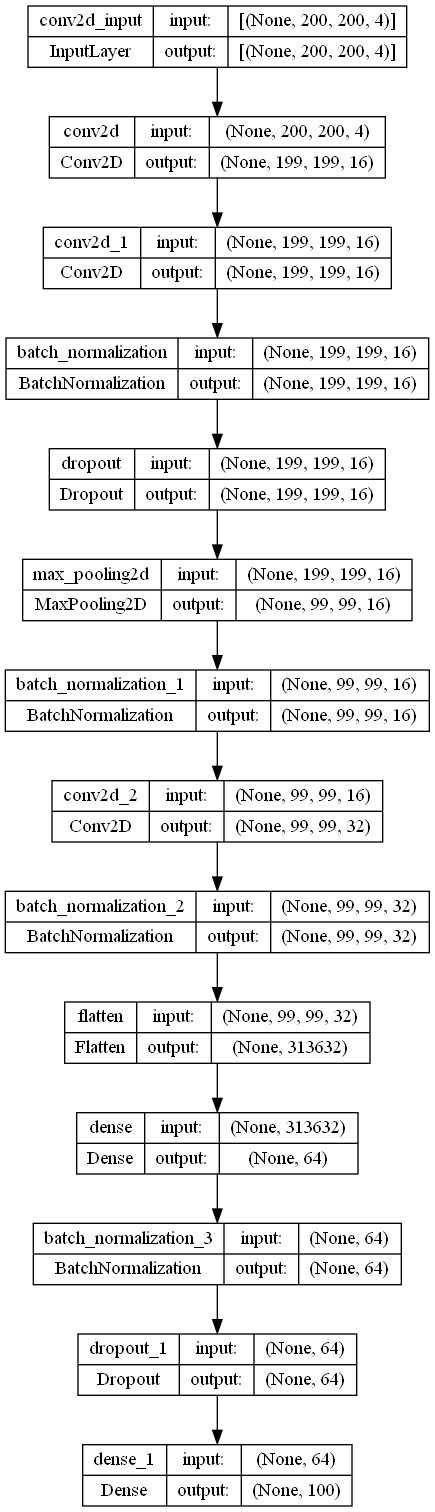 conv2d_input input: [(None, 200, 200, 4)]
InputLayer output: [(None, 200, 200, 4)]
conv2d input: (None, 200, 200, 4)
Conv2D output: (None, 199, 199, 16)
conv2d_1 input: (None, 199, 199, 16)
Conv2D output: (None, 199, 199, 16)
batch_normalization input: (None, 199, 199, 16)
BatchNormalization output: (None, 199, 199, 16)
dropout input: (None, 199, 199, 16)
Dropout output: (None, 199, 199, 16)
max_pooling2d input: (None, 199, 199, 16)
MaxPooling2D output: (None, 99, 99, 16)
batch_normalization_1 input: (None, 99, 99, 16)
BatchNormalization output: (None, 99, 99, 16)
conv2d_2 input: (None, 99, 99, 16)
Conv2D output: (None, 99, 99, 32)
batch_normalization_2 input: (None, 99, 99, 32)
BatchNormalization output: (None, 99, 99, 32)
flatten input: (None, 99, 99, 32)
Flatten output: (None, 313632)
dense input: (None, 313632)
Dense output: (None, 64)
batch_normalization_3 input: (None, 64)
BatchNormalization output: (None, 64)
dropout_1 input: (None, 64)
Dropout output: (None, 64)
dense_1 input: (None, 64)
Dense output: (None, 100)